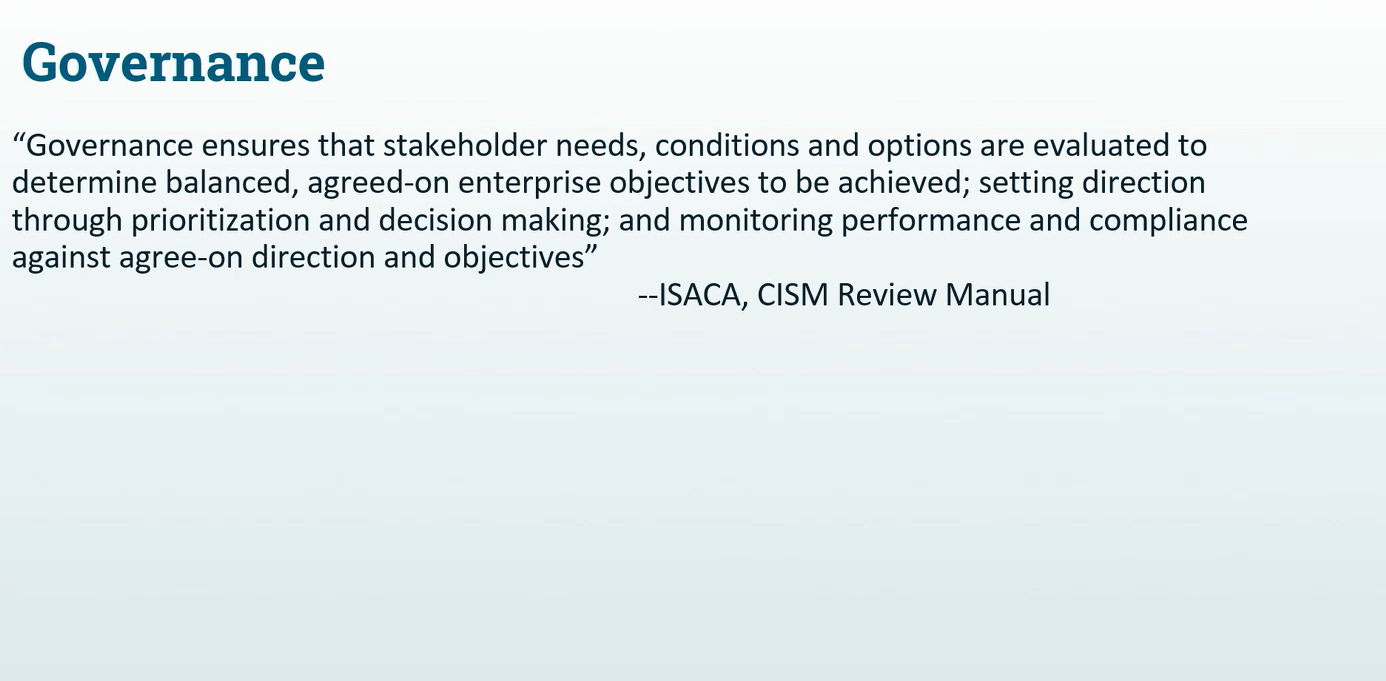 Governance
“Governance ensures that stakeholder needs, conditions and options are evaluated to
determine balanced, agreed-on enterprise objectives to be achieved; setting direction
through prioritization and decision making; and monitoring performance and compliance
against agree-on direction and objectives”
--ISACA, CISM Review Manual